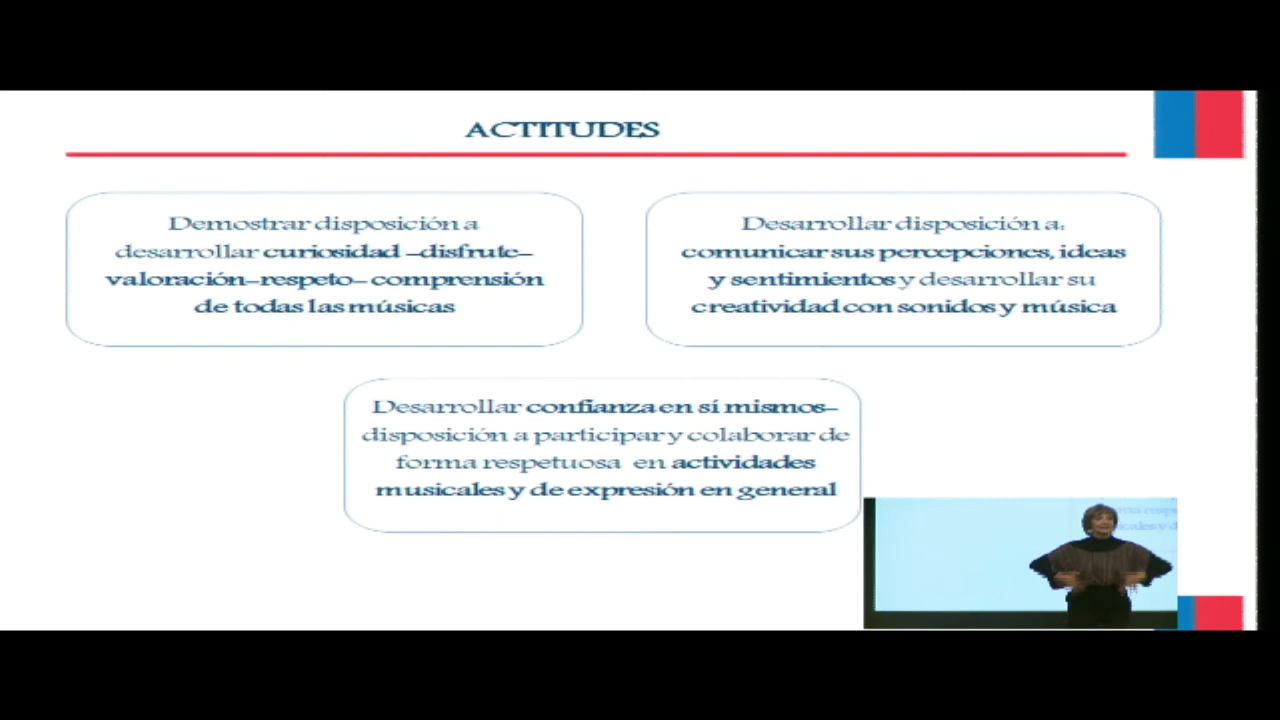 ACTITUDES
Demostrar disposición a
desarrollar curiosidad –disfrute–
valoración–respeto– comprensión
de todas las músicas
Desarrollar disposición a:
comunicar sus percepciones, ideas
y sentimientos y desarrollar su
creatividad con sonidos y música
Desarrollar confianza en sí mismos–
disposición a participar y colaborar de
forma respetuosa en actividades
musicales y de expresión en general